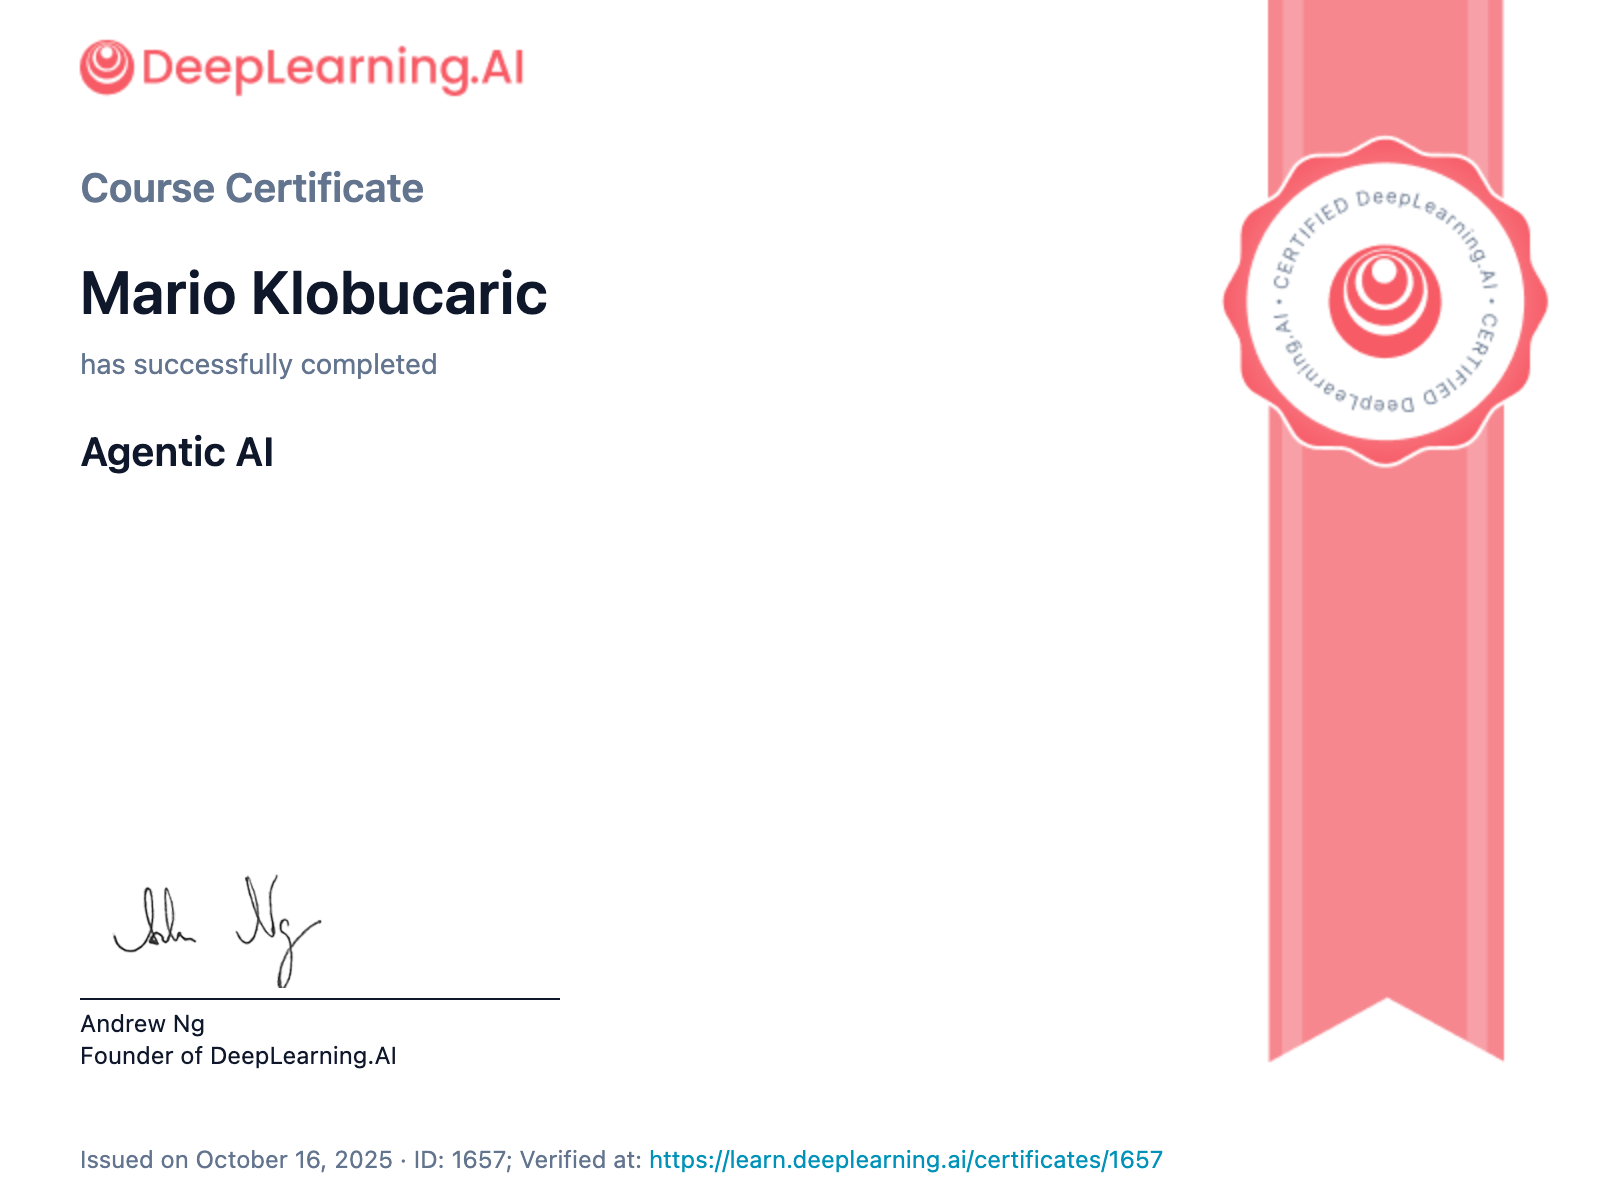 DeepLearning.AI
Course Certificate
Mario Klobucaric
has successfully completed
Agentic AI
CERTIFIED DeepLearning.AI • CERTIFIED DeepLearning.AI •
Andrew Ng
Founder of DeepLearning.AI
Issued on October 16, 2025 · ID: 1657; Verified at: https://learn.deeplearning.ai/certificates/1657